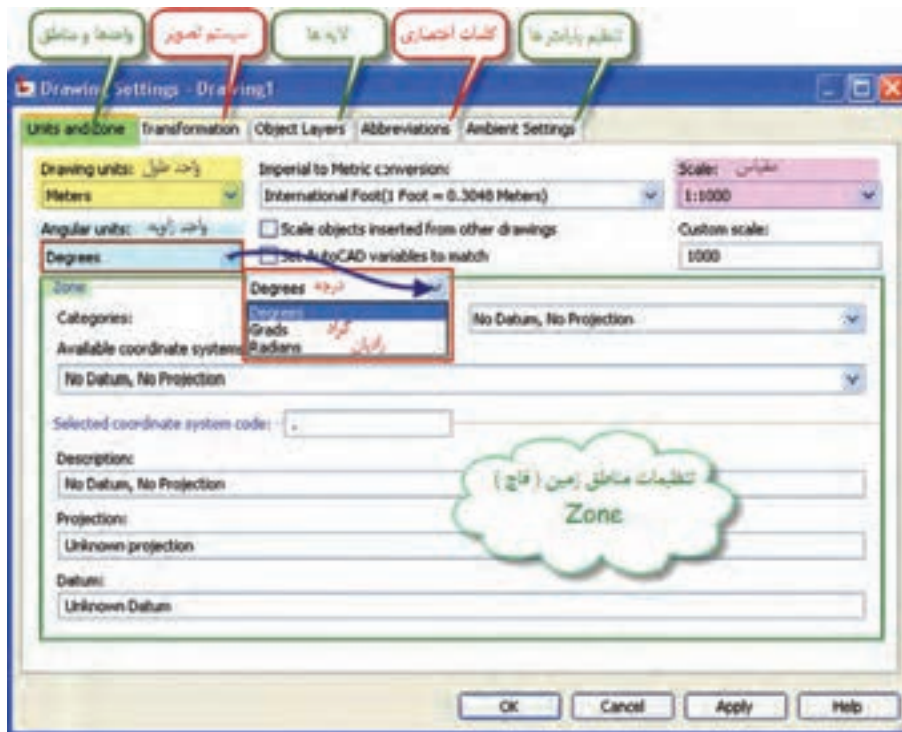 واحدها و مناطق
سیستم تصویر
لایه ها
کلمات اختصاری
تنظیم پارامتر ها
Drawing Settings - Drawing1
Units and Zone Transformation Object Layers Abbreviations Ambient Settings
Drawing units: واحد طول
Imperial to Metric conversion:
Scale: مقیاس
Meters
International Foot(1 Foot = 0.3048 Meters)
1:1000
Angular units: واحد زاویه
Scale objects inserted from other drawings
Custom scale:
Degrees
Set AutoCAD variables to match
1000
Zone
Degrees درجه
Degrees
Grads گراد
Radians رادیان
Categories:
No Datum, No Projection
Available coordinate systems
No Datum, No Projection
Selected coordinate system code: .
Description:
No Datum, No Projection
تنظیمات مناطق زمین ( قاچ )
Zone
Projection:
Unknown projection
Datum:
Unknown Datum
OK Cancel Apply Help